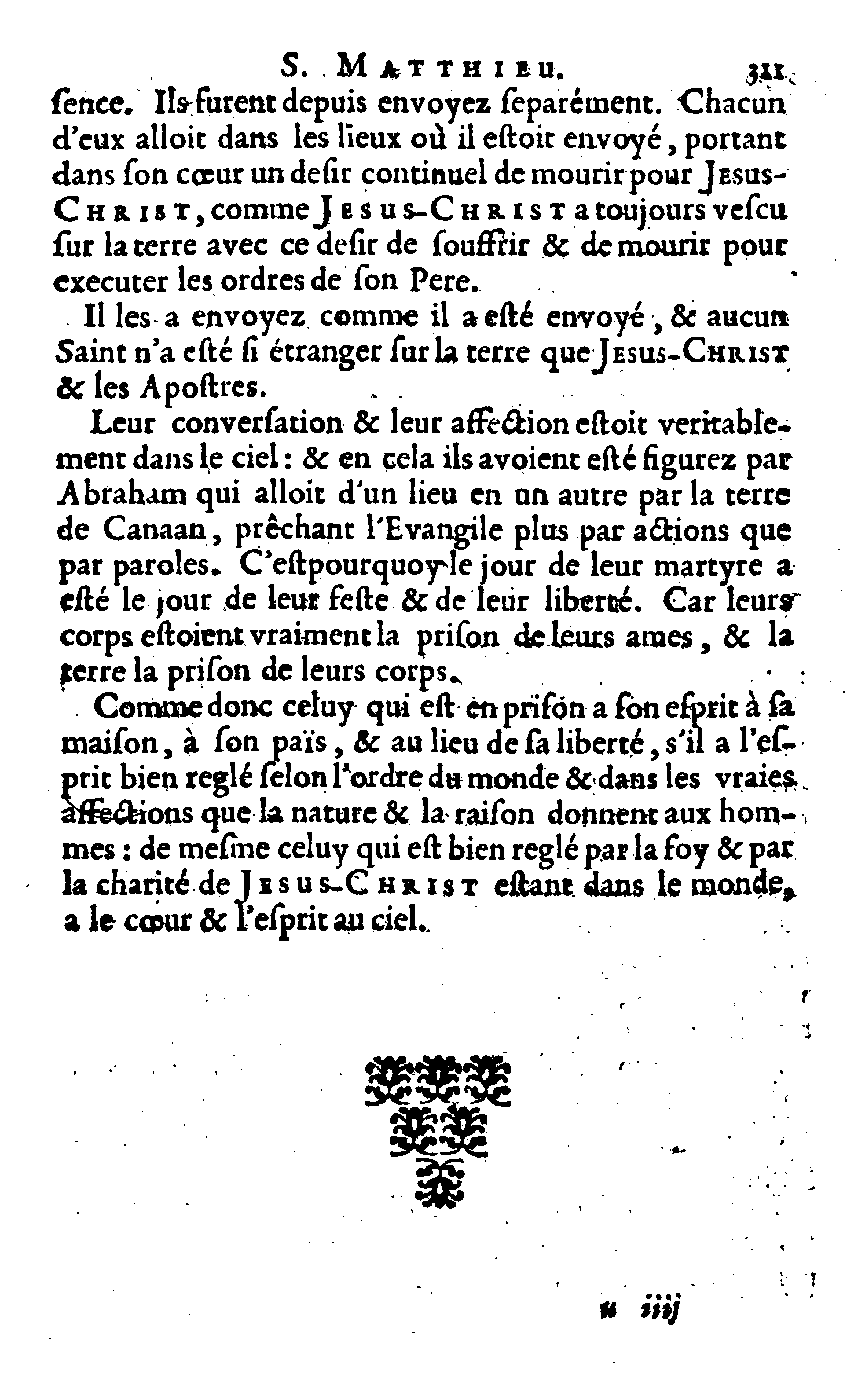 S. MATTHIEU. 311
ſence. Ils furent depuis envoyez ſeparément. Chacun
d'eux alloit dans les lieux où il eſtoit envoyé, portant
dans ſon cœur un deſir continuel de mourir pour JESUS-
CHRIST, comme JESUS-CHRIST a toujours veſcu
ſur la terre avec ce deſir de ſouffrir & de mourir pour
executer les ordres de ſon Pere.
Il les a envoyez comme il a eſté envoyé, & aucun
Saint n'a eſté ſi étranger ſur la terre que JESUS-CHRIST
& les Apoſtres.
Leur converſation & leur affection eſtoit veritable-
ment dans le ciel: & en cela ils avoient eſté figurez par
Abraham qui alloit d'un lieu en un autre par la terre
de Canaan, prêchant l'Evangile plus par actions que
par paroles. C'eſtpourquoy le jour de leur martyre a
eſté le jour de leur feſte & de leur liberté. Car leurs
corps eſtoient vraiment la priſon de leurs ames, & la
terre la priſon de leurs corps.
Comme donc celuy qui eſt en priſon a ſon eſprit à ſa
maiſon, à ſon païs, & au lieu de ſa liberté, s'il a l'eſ-
prit bien reglé ſelon l'ordre du monde & dans les vraies
affections que la nature & la raiſon donnent aux hom-
mes: de meſme celuy qui eſt bien reglé par la foy & par
la charité de JESUS-CHRIST eſtant dans le monde,
a le cœur & l'eſprit au ciel.
u iiij